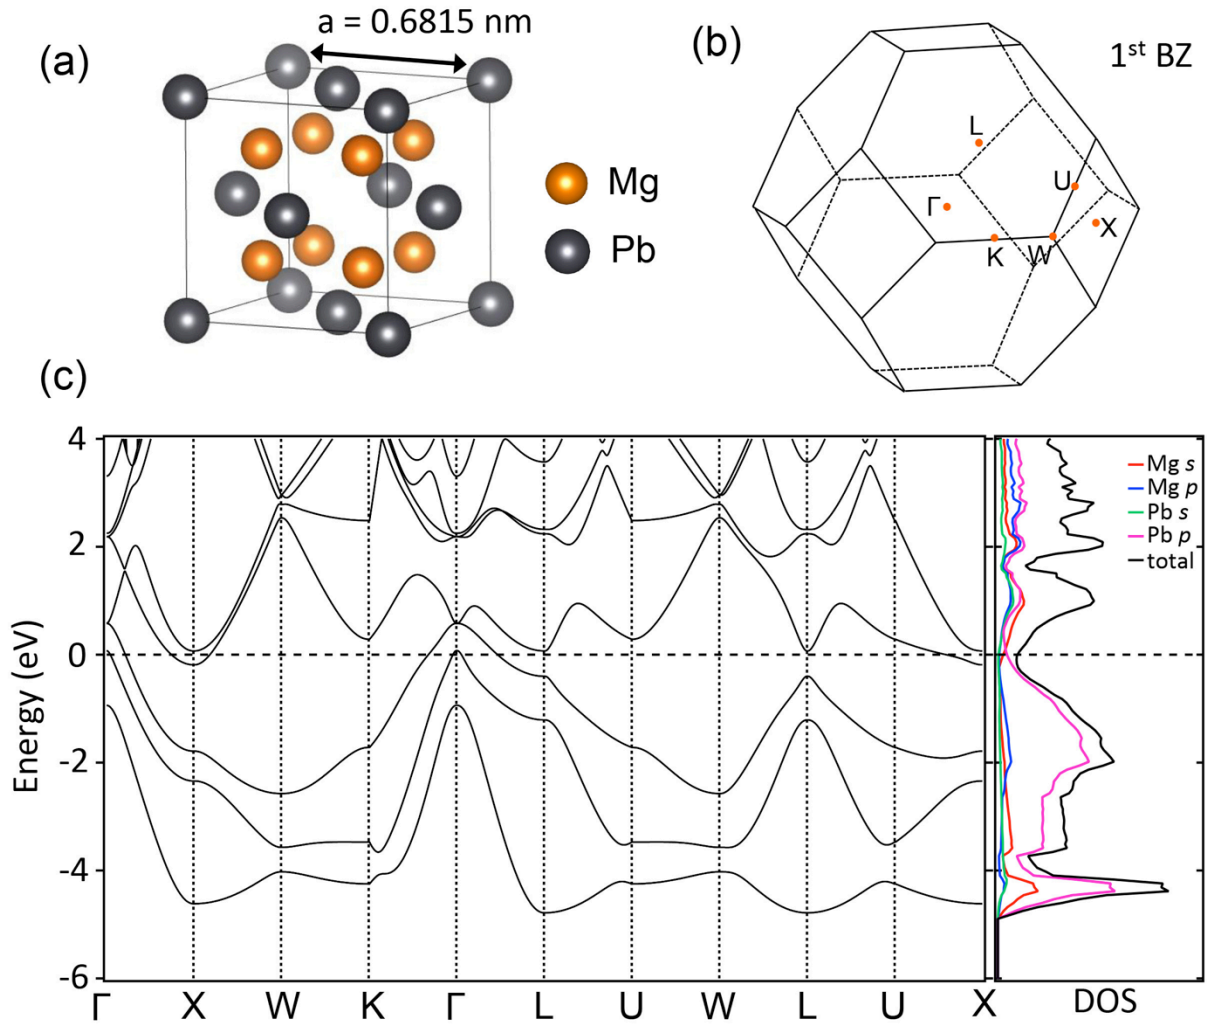 (a)
a = 0.6815 nm
Mg
Pb
(b)
1st BZ
L
U
Γ
X
K
W
(c)
Energy (eV)
4
2
0
-2
-4
-6
Γ X W K Γ L U W L U X
Mg s
Mg p
Pb s
Pb p
total
DOS